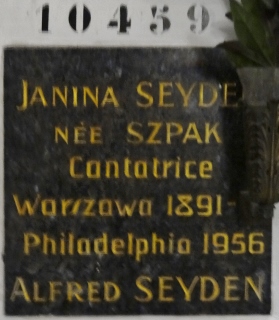 10459
JANINA SEYDE
NÉE SZPAK
Cantatrice
Warszawa 1891-
Philadelphia 1956
ALFRED SEYDEN